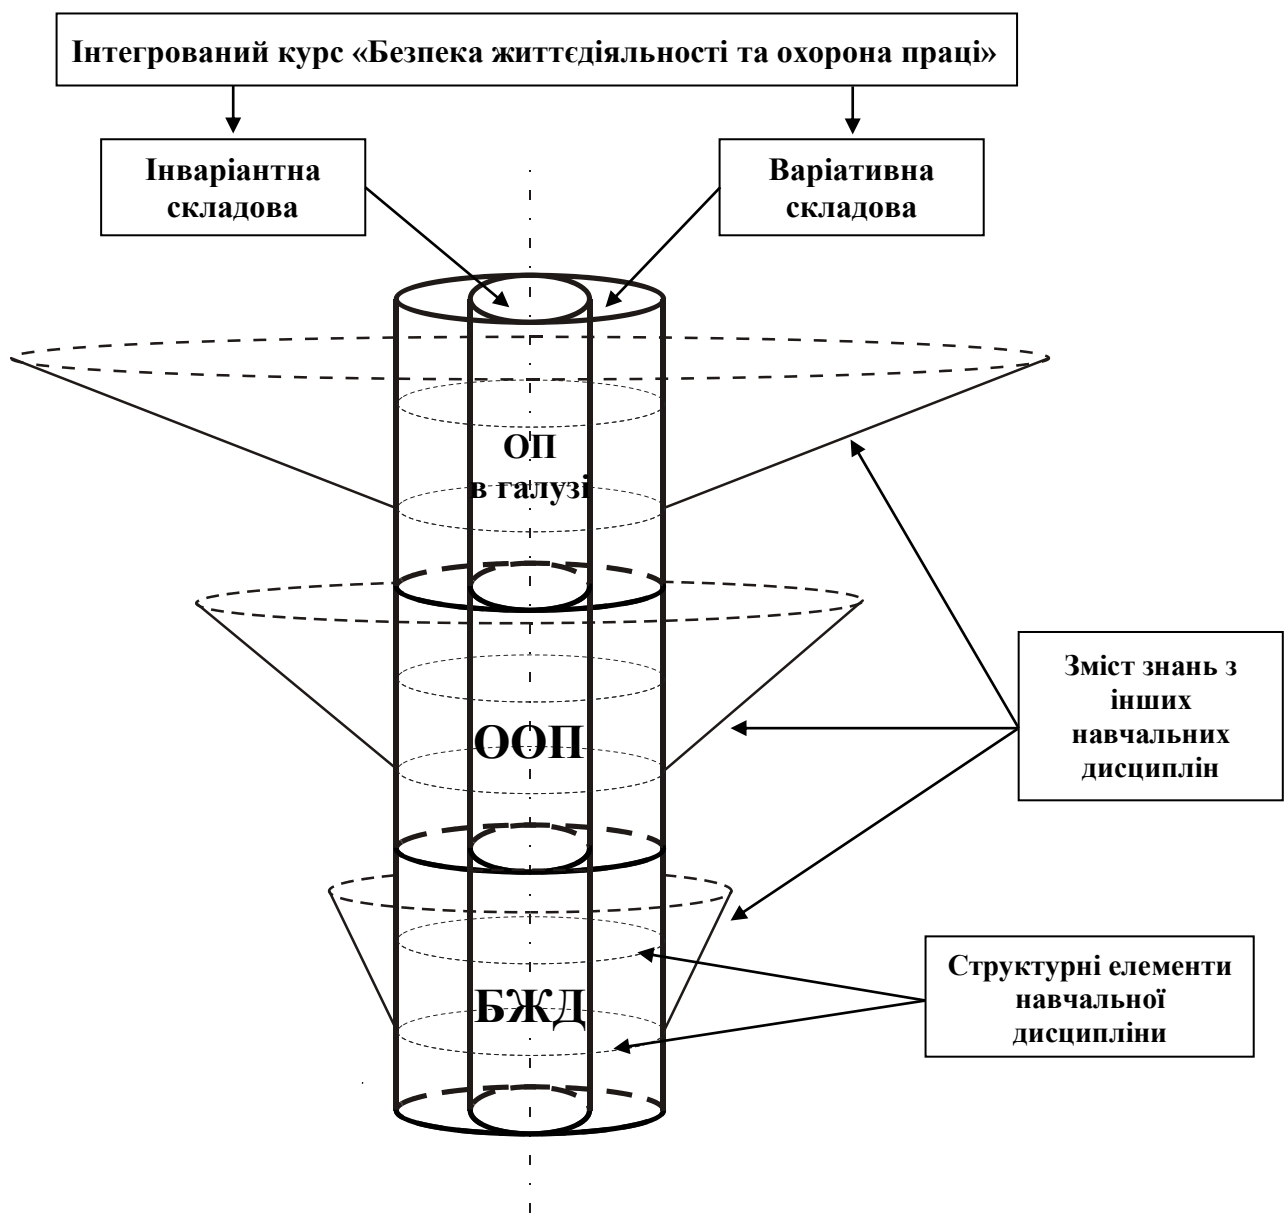 Інтегрований курс «Безпека життєдіяльності та охорона праці»
Інваріантна
складова
Варіативна
складова
ОП
в галузі
Зміст знань з
інших
навчальних
дисциплін
ООП
Структурні елементи
навчальної
дисципліни
БЖД